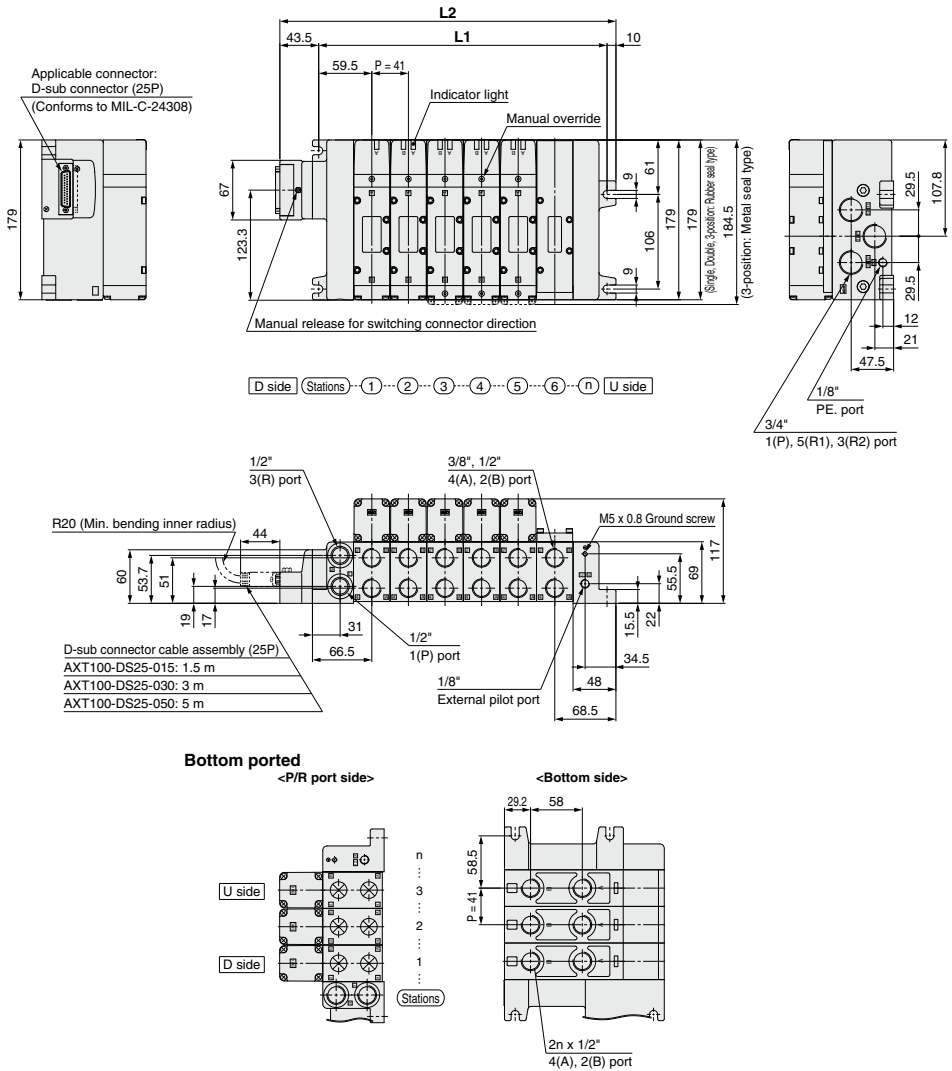 L2
43.5
L1
10
59.5
P = 41
Applicable connector:
D-sub connector (25P)
(Conforms to MIL-C-24308)
Indicator light
Manual override
179
67
123.3
9
61
106
9
179
179
(Single, Double, 3-position: Rubber seal type)
184.5
(3-position: Metal seal type)
29.5
107.8
29.5
12
21
47.5
Manual release for switching connector direction
1/8"
PE. port
3/4"
1(P), 5(R1), 3(R2) port
D side Stations 1 2 3 4 5 6 n U side
1/2"
3(R) port
3/8", 1/2"
4(A), 2(B) port
R20 (Min. bending inner radius)
44
M5 x 0.8 Ground screw
60
53.7
51
19
17
117
69
55.5
22
15.5
31
66.5
34.5
48
68.5
1/2"
1(P) port
1/8"
External pilot port
D-sub connector cable assembly (25P)
AXT100-DS25-015: 1.5 m
AXT100-DS25-030: 3 m
AXT100-DS25-050: 5 m
Bottom ported
<P/R port side>
<Bottom side>
29.2
58
58.5
P = 41
n
U side
3
2
D side
1
Stations
2n x 1/2"
4(A), 2(B) port